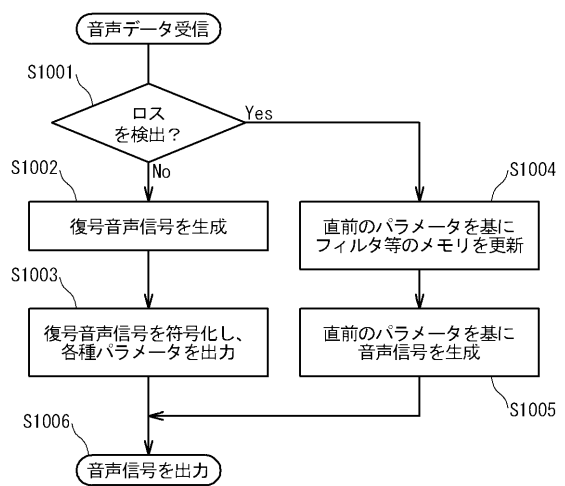 音声データ受信
S1001
ロス
を検出？
Yes
No
S1002
復号音声信号を生成
S1004
直前のパラメータを基に
フィルタ等のメモリを更新
S1003
復号音声信号を符号化し、
各種パラメータを出力
直前のパラメータを基に
音声信号を生成
S1005
S1006
音声信号を出力